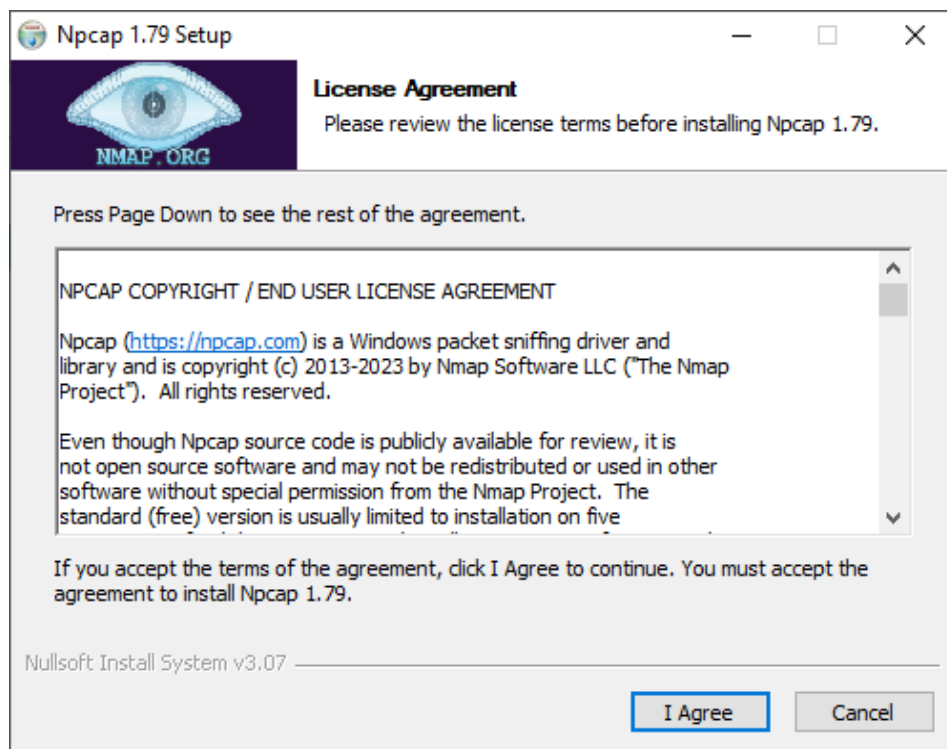 Npcap 1.79 Setup
NMAP.ORG
License Agreement
Please review the license terms before installing Npcap 1.79.
Press Page Down to see the rest of the agreement.
NPCAP COPYRIGHT / END USER LICENSE AGREEMENT
Npcap (https://npcap.com) is a Windows packet sniffing driver and
library and is copyright (c) 2013-2023 by Nmap Software LLC ("The Nmap
Project").  All rights reserved.
Even though Npcap source code is publicly available for review, it is
not open source software and may not be redistributed or used in other
software without special permission from the Nmap Project.  The
standard (free) version is usually limited to installation on five
If you accept the terms of the agreement, click I Agree to continue. You must accept the
agreement to install Npcap 1.79.
Nullsoft Install System v3.07
I Agree
Cancel